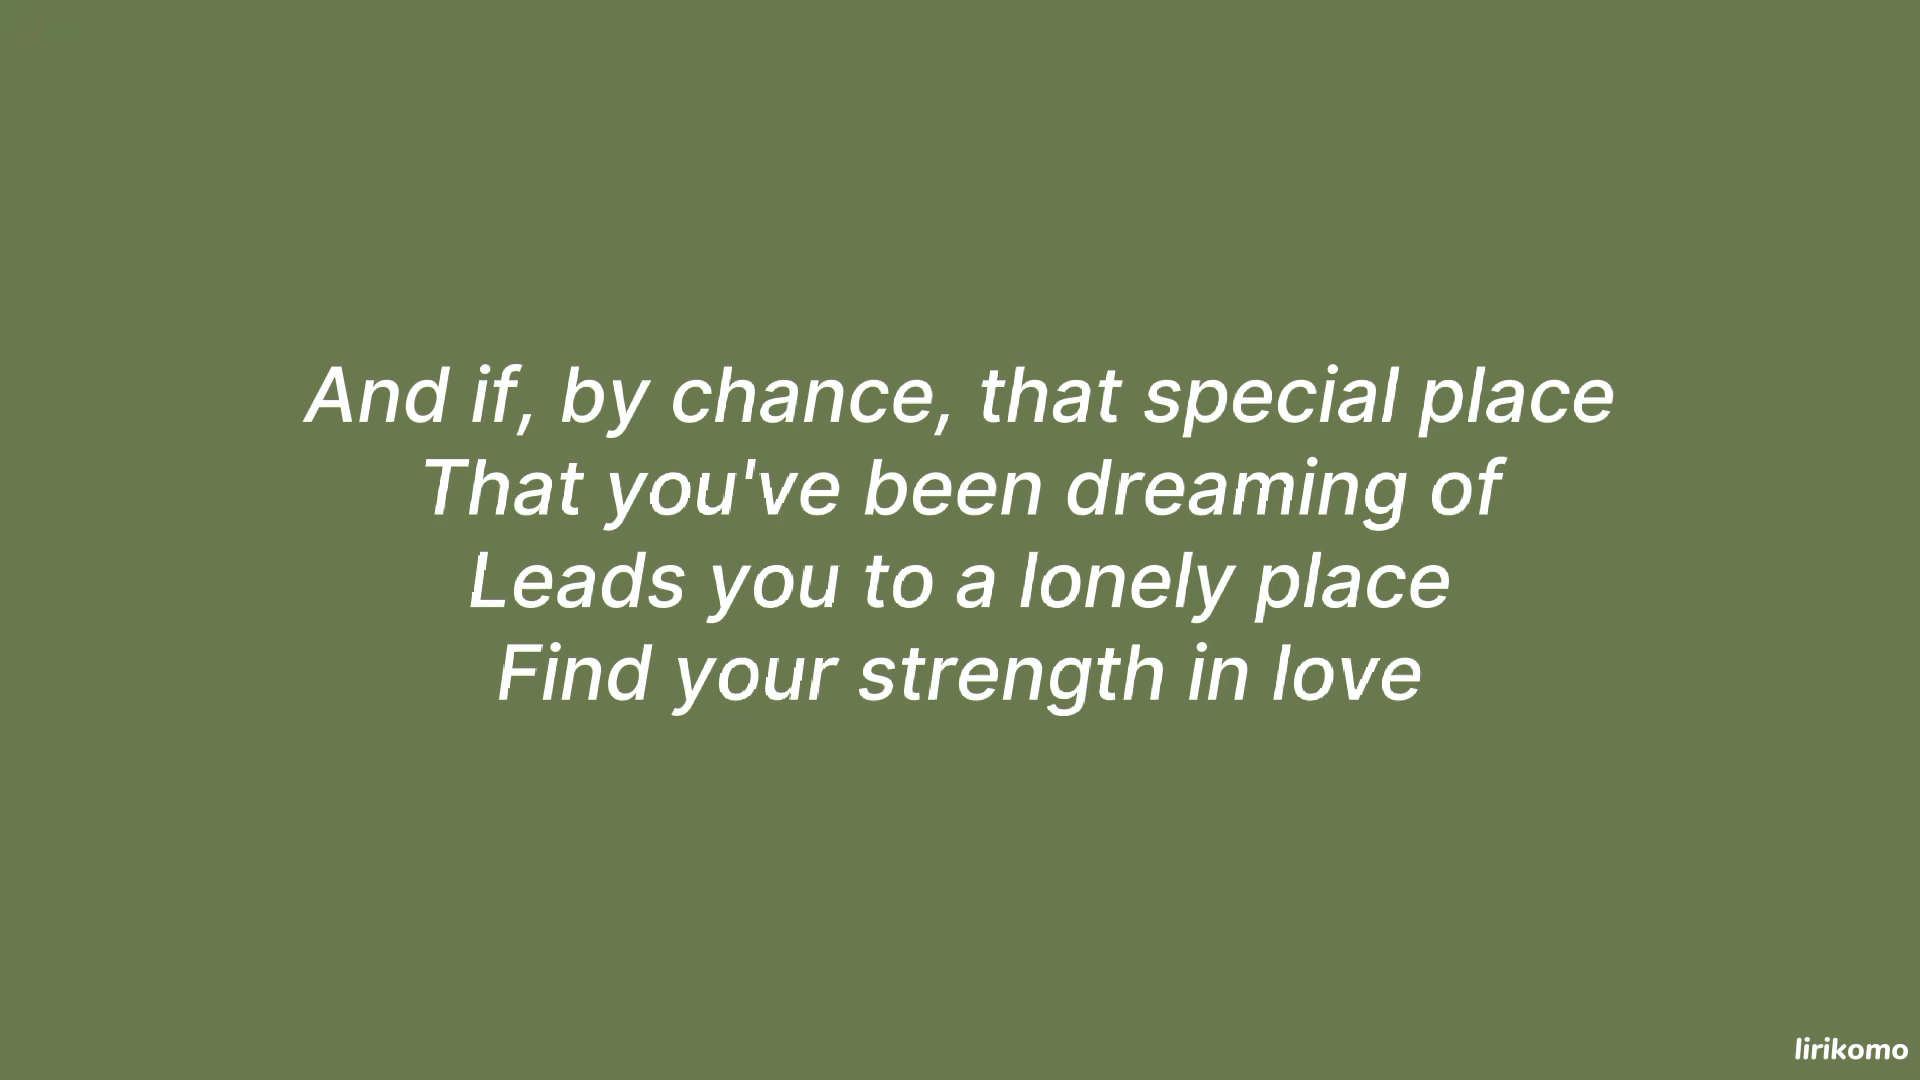 And if, by chance, that special place
That you've been dreaming of
Leads you to a lonely place
Find your strength in love
lirikomo